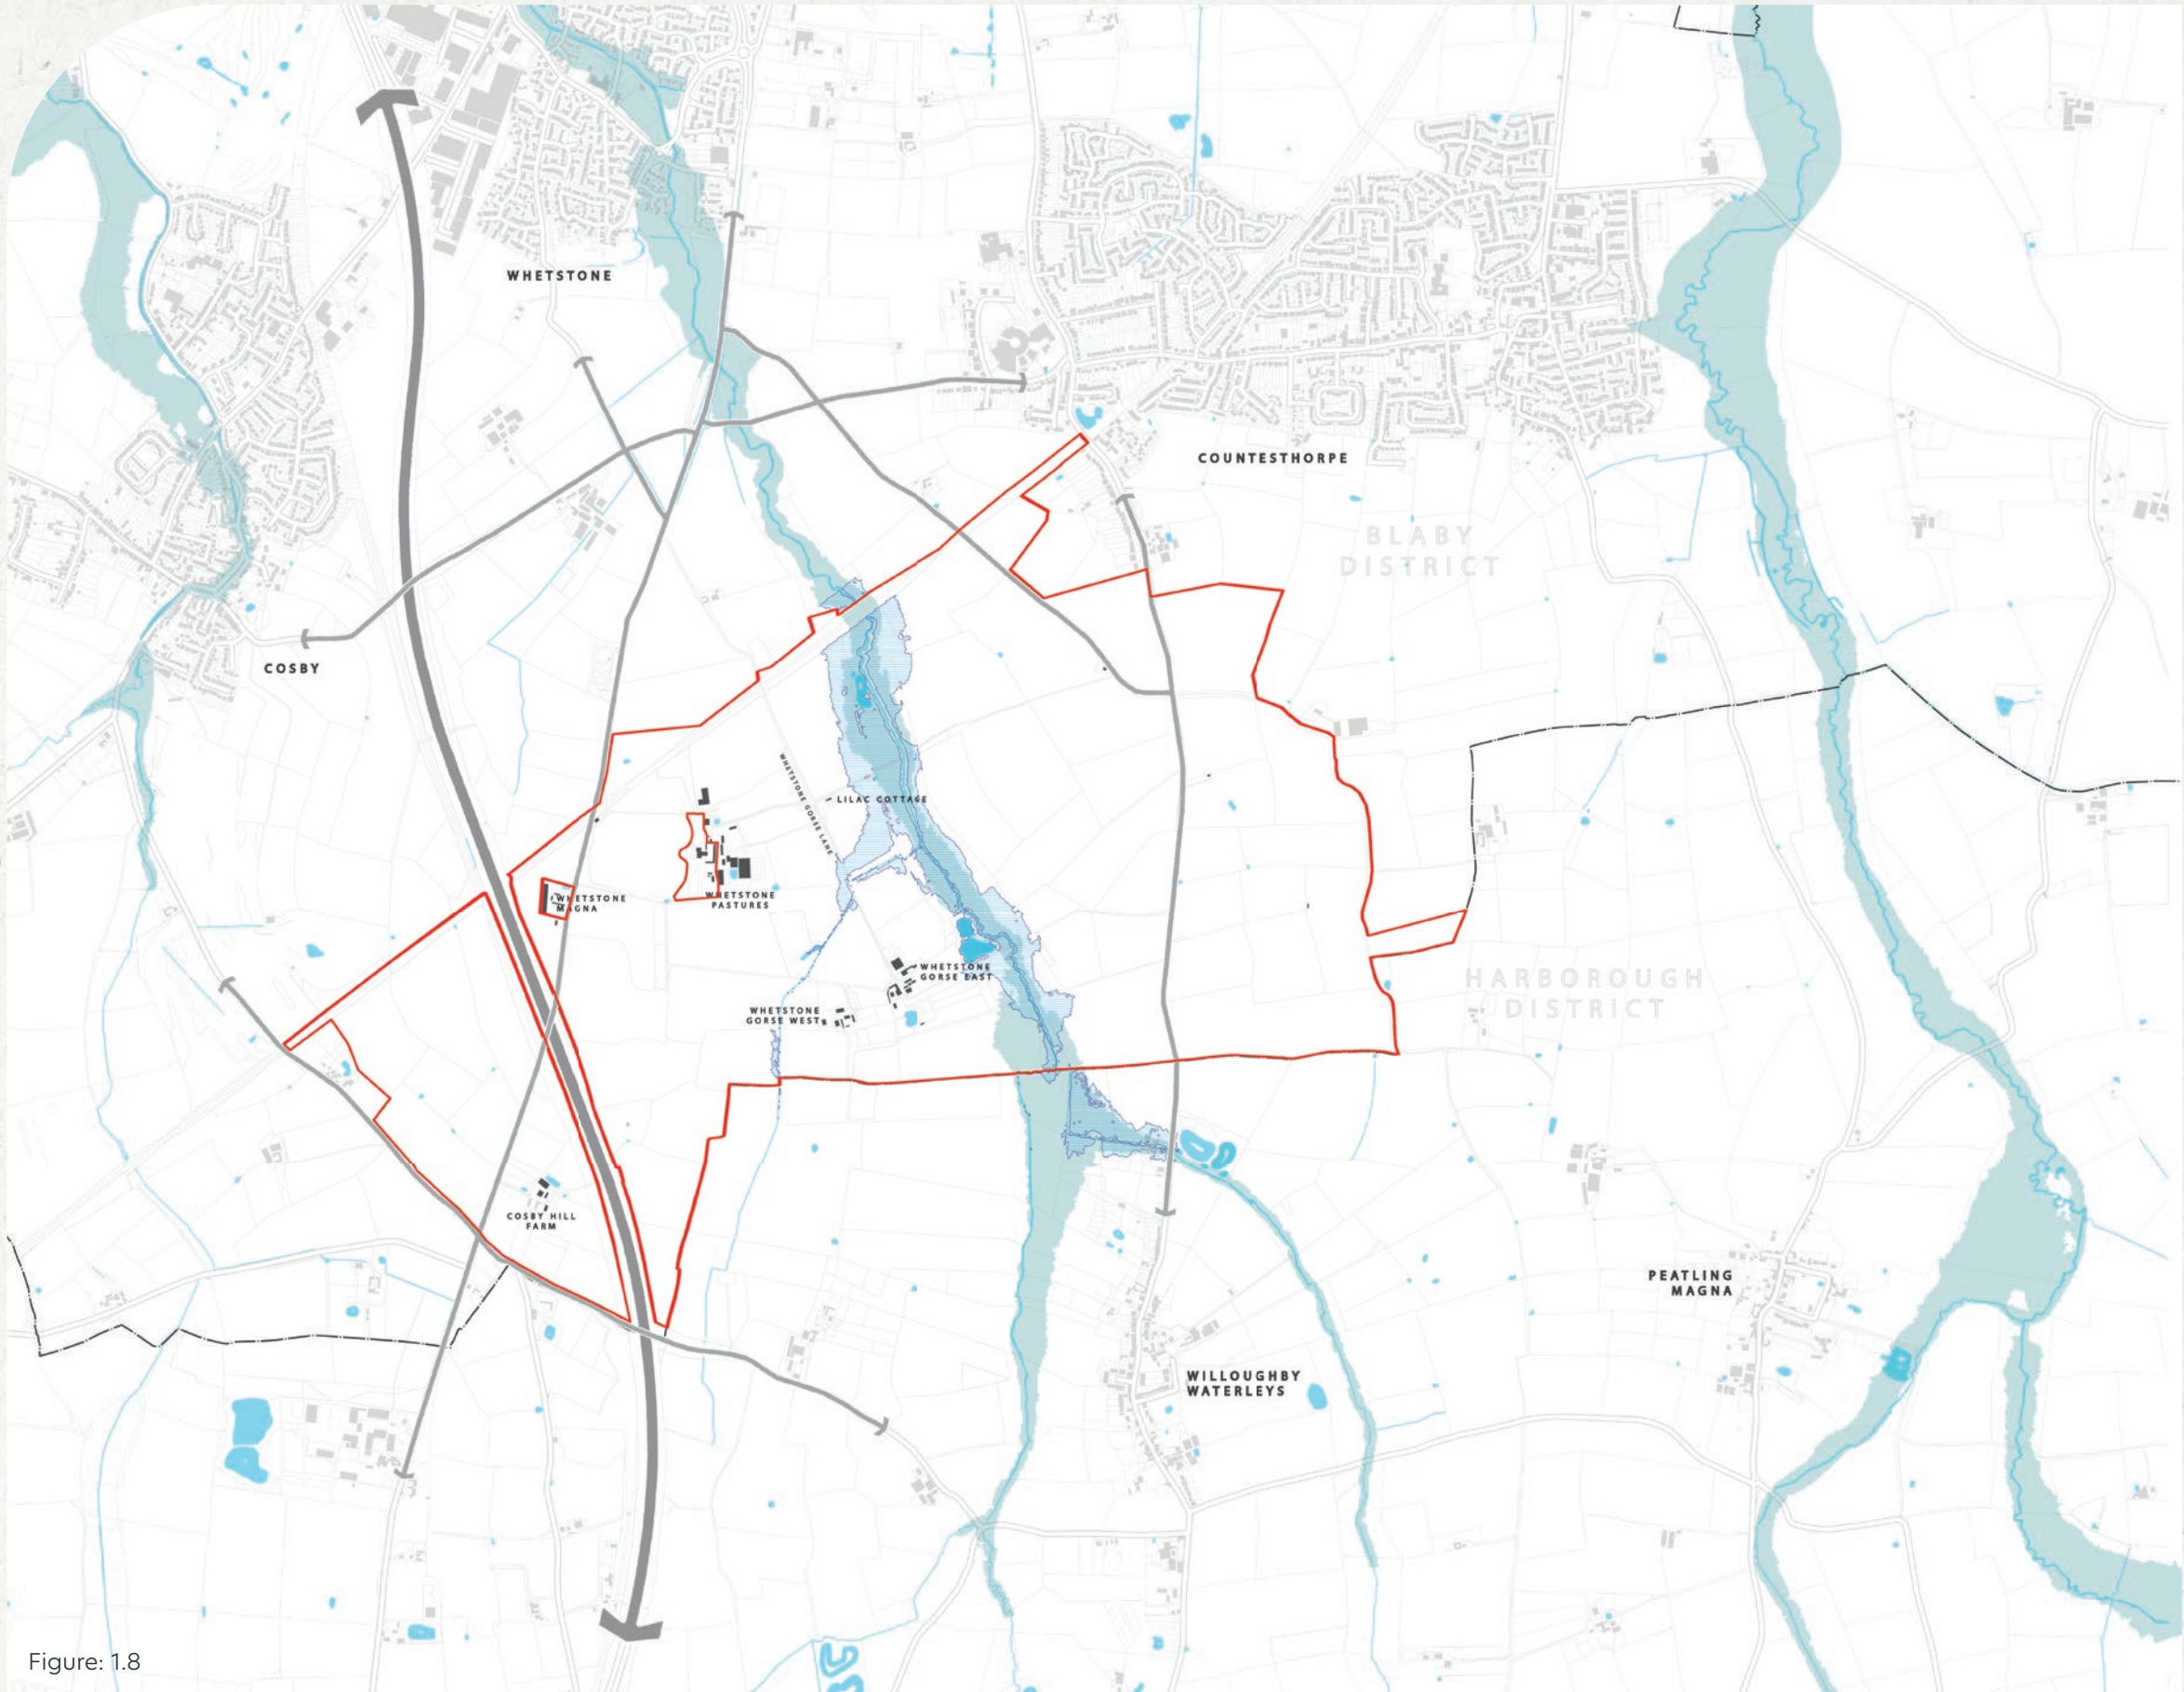 WHETSTONE
COUNTESTHORPE
BLABY
DISTRICT
COSBY
WHETSTONE GORSE LANE
LILAC COTTAGE
WHETSTONE
MAGNA
WHETSTONE
PASTURES
WHETSTONE
GORSE EAST
WHETSTONE
GORSE WEST
HARBOROUGH
DISTRICT
COSBY HILL
FARM
PEATLING
MAGNA
WILLOUGHBY
WATERLEYS
Figure: 1.8